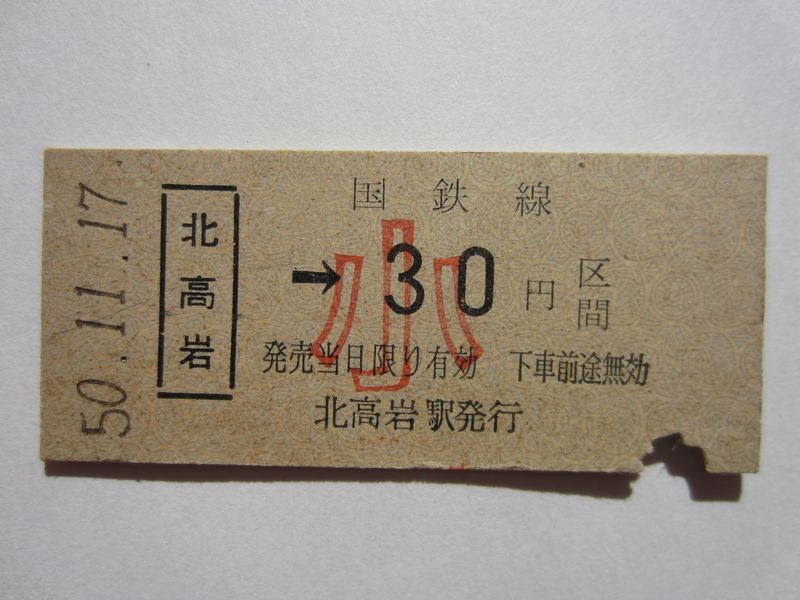 50.11.17
北高岩
国鉄線
→30円区間
小
発売当日限り有効 下車前途無効
北高岩駅発行